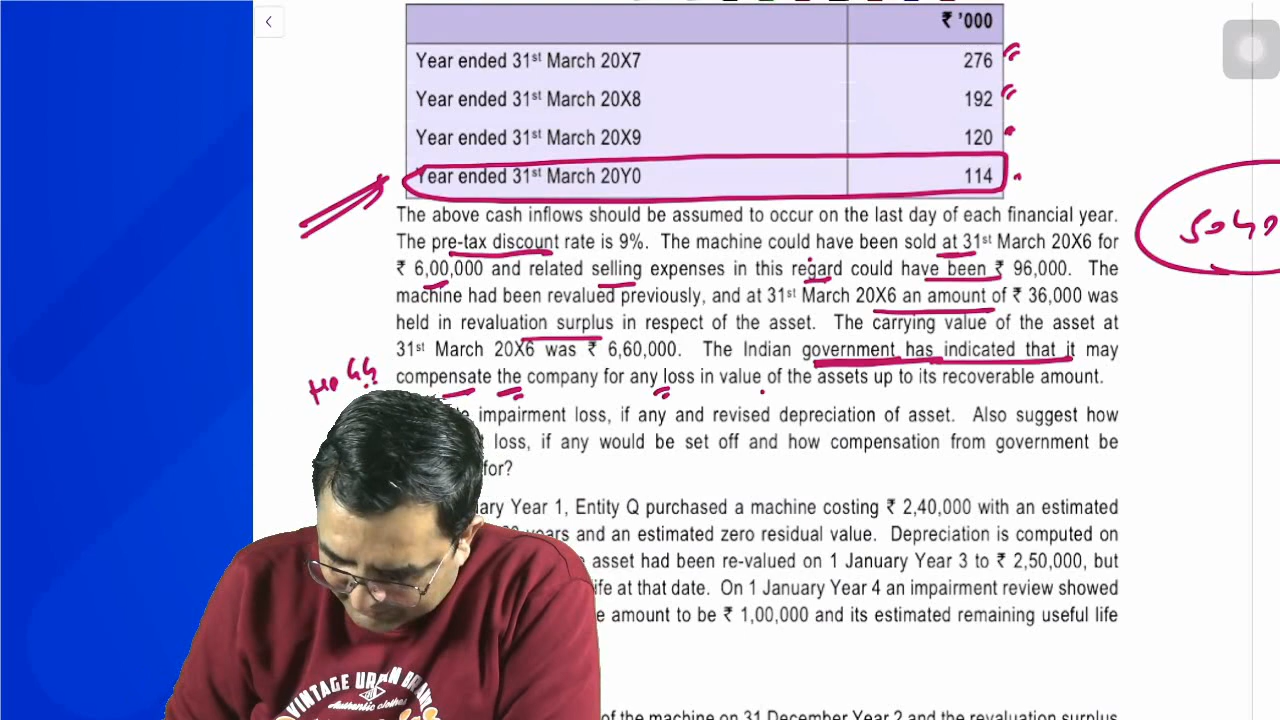 ₹ '000
Year ended 31st March 20X7 276
Year ended 31st March 20X8 192
Year ended 31st March 20X9 120
Year ended 31st March 20Y0 114
The above cash inflows should be assumed to occur on the last day of each financial year.
The pre-tax discount rate is 9%. The machine could have been sold at 31st March 20X6 for
₹ 6,00,000 and related selling expenses in this regard could have been ₹ 96,000. The
machine had been revalued previously, and at 31st March 20X6 an amount of ₹ 36,000 was
held in revaluation surplus in respect of the asset. The carrying value of the asset at
31st March 20X6 was ₹ 6,60,000. The Indian government has indicated that it may
compensate the company for any loss in value of the assets up to its recoverable amount.
impairment loss, if any and revised depreciation of asset. Also suggest how
loss, if any would be set off and how compensation from government be
for?
Year 1, Entity Q purchased a machine costing ₹ 2,40,000 with an estimated
years and an estimated zero residual value. Depreciation is computed on
asset had been re-valued on 1 January Year 3 to ₹ 2,50,000, but
at that date. On 1 January Year 4 an impairment review showed
amount to be ₹ 1,00,000 and its estimated remaining useful life
VINTAGE
Authentic clothes
of the machine on 31 December Year 2 and the revaluation surplus